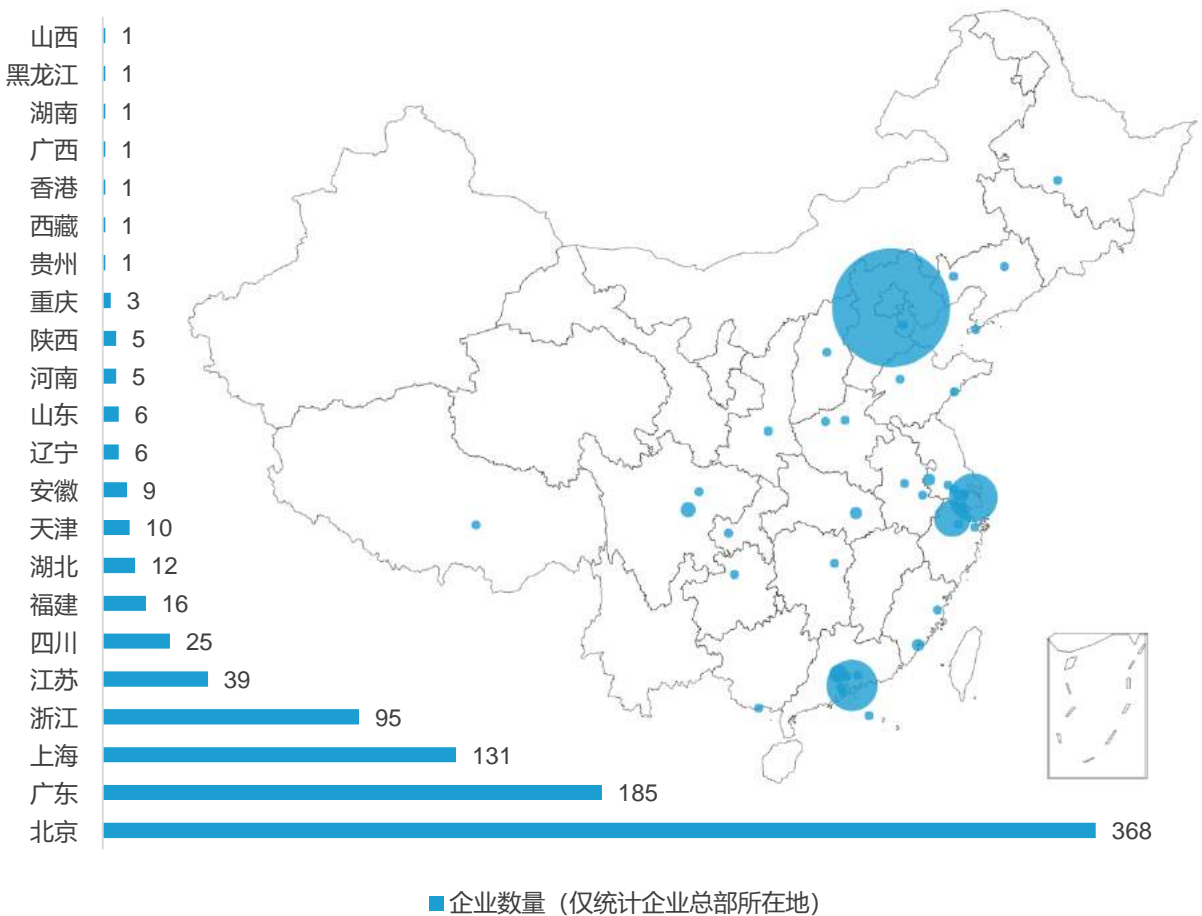 山西 1
黑龙江 1
湖南 1
广西 1
香港 1
西藏 1
贵州 1
重庆 3
陕西 5
河南 5
山东 6
辽宁 6
安徽 9
天津 10
湖北 12
福建 16
四川 25
江苏 39
浙江 95
上海 131
广东 185
北京 368
企业数量（仅统计企业总部所在地）